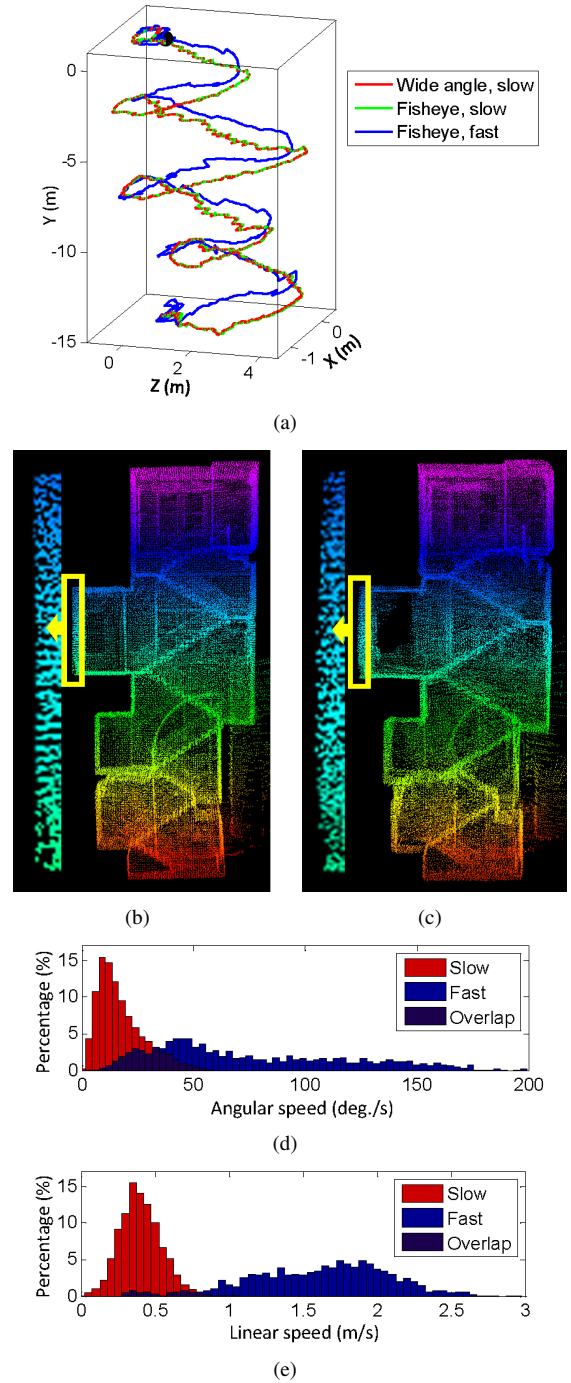 0
-5
-10
-15
Y (m)
0
2
4
Z (m)
-1
0
X (m)
Wide angle, slow
Fisheye, slow
Fisheye, fast
(a)
(b)
(c)
15
10
5
0
Percentage (%)
Slow
Fast
Overlap
0
50
100
150
200
Angular speed (deg./s)
(d)
15
10
5
0
Percentage (%)
Slow
Fast
Overlap
0
0.5
1
1.5
2
2.5
3
Linear speed (m/s)
(e)